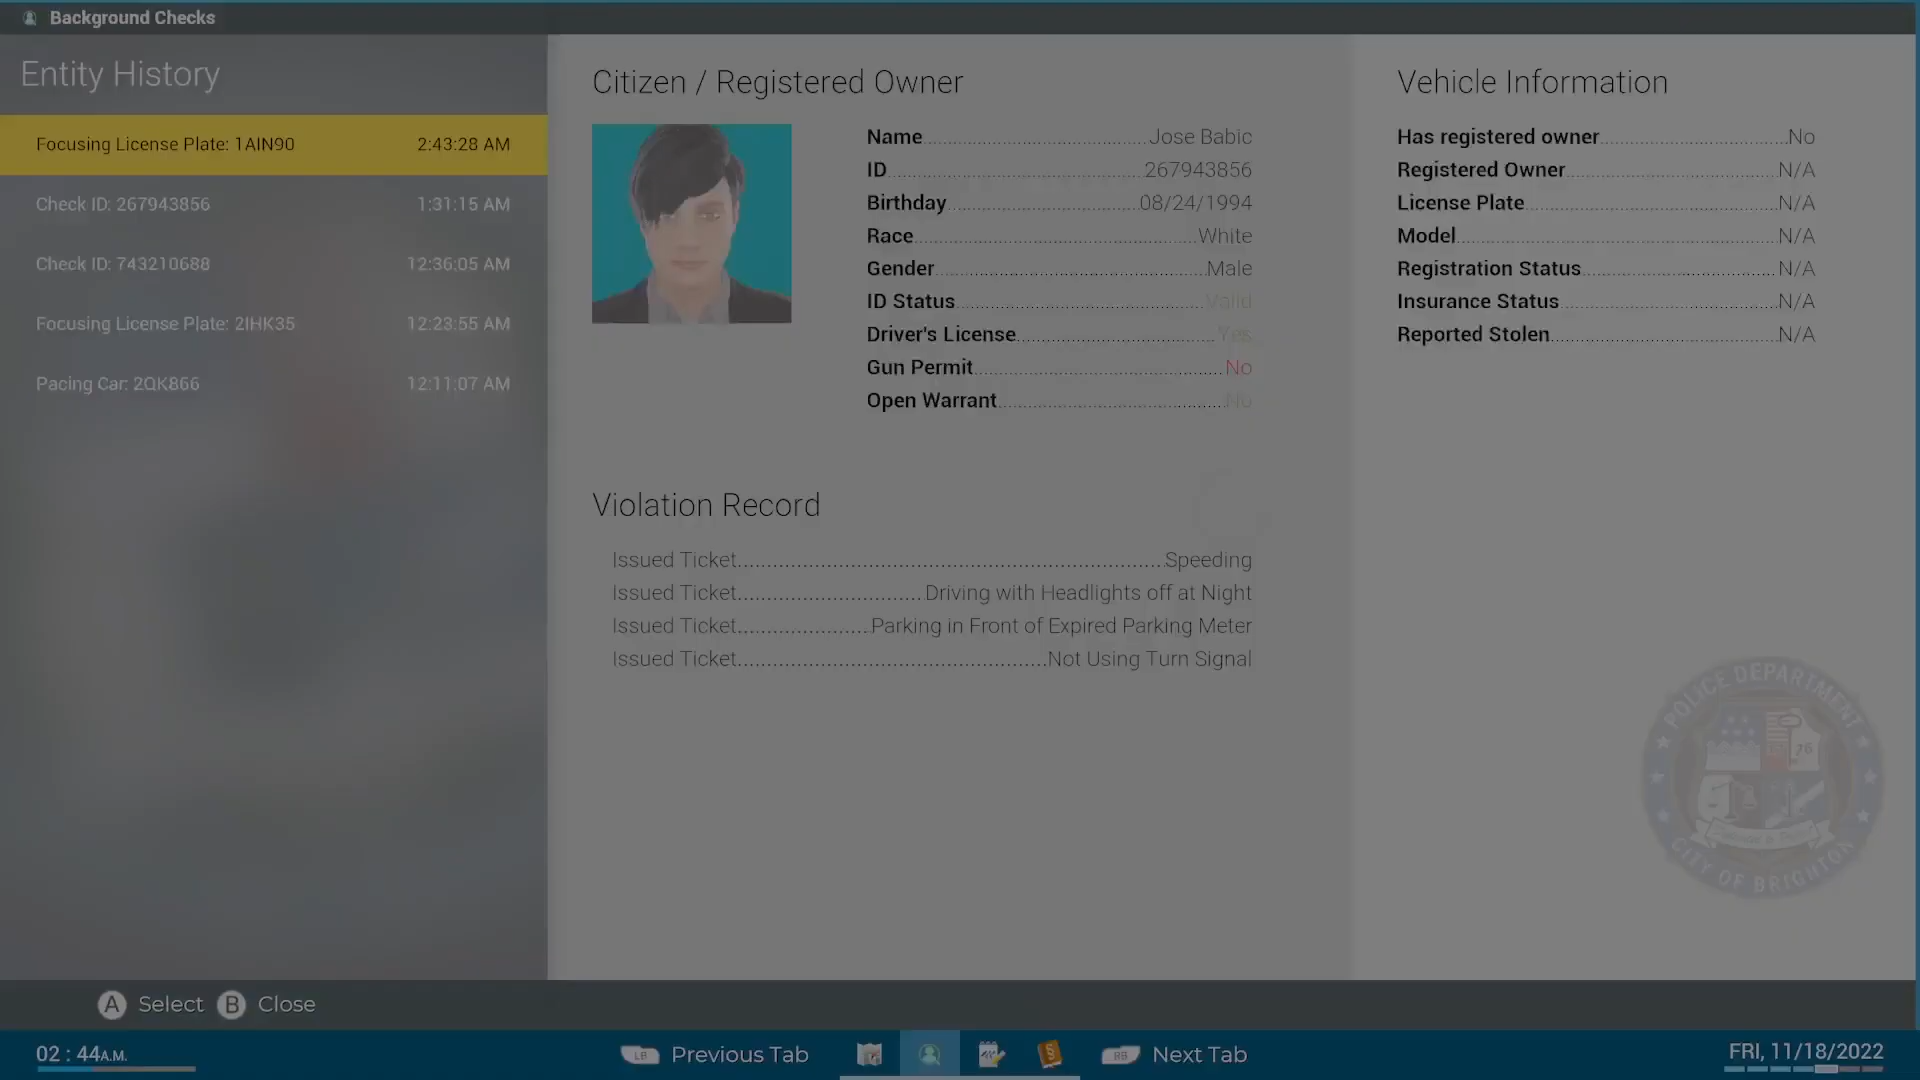 Background Checks
Entity History
Focusing License Plate: 1AIN90 2:43:28 AM
Check ID: 267943856 1:31:15 AM
Check ID: 743210688 12:36:05 AM
Focusing License Plate: 2IHK35 12:23:55 AM
Pacing Car: 2QK866 12:11:07 AM
Citizen / Registered Owner
Name Jose Babic
ID 267943856
Birthday 08/24/1994
Race White
Gender Male
ID Status Valid
Driver's License Yes
Gun Permit No
Open Warrant No
Violation Record
Issued Ticket Speeding
Issued Ticket Driving with Headlights off at Night
Issued Ticket Parking in Front of Expired Parking Meter
Issued Ticket Not Using Turn Signal
Vehicle Information
Has registered owner No
Registered Owner N/A
License Plate N/A
Model N/A
Registration Status N/A
Insurance Status N/A
Reported Stolen N/A
POLICE DEPARTMENT
CITY OF BRIGHTON
A Select B Close
02 : 44 A.M.
LB Previous Tab
RB Next Tab
FRI, 11/18/2022